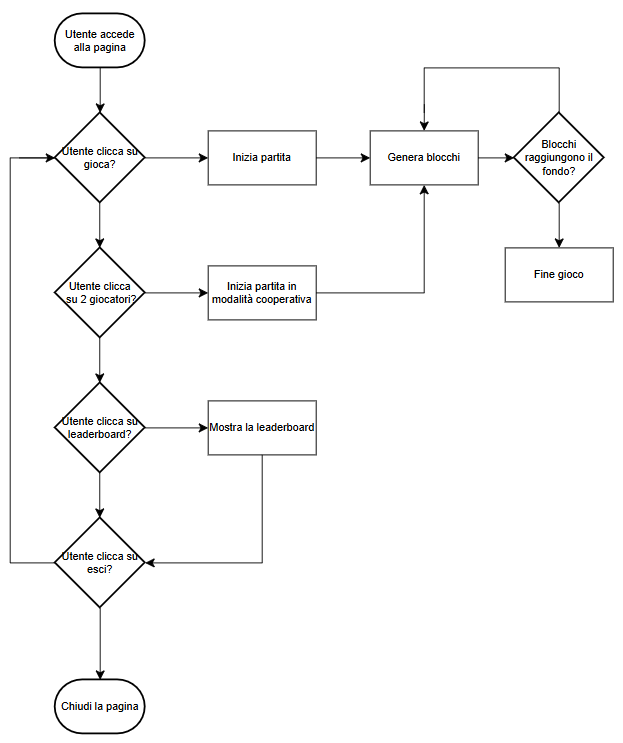 Utente accede
alla pagina
Utente clicca su
gioca?
Inizia partita
Genera blocchi
Blocchi
raggiungono il
fondo?
Utente clicca
su 2 giocatori?
Inizia partita in
modalità cooperativa
Fine gioco
Utente clicca su
leaderboard?
Mostra la leaderboard
Utente clicca su
esci?
Chiudi la pagina